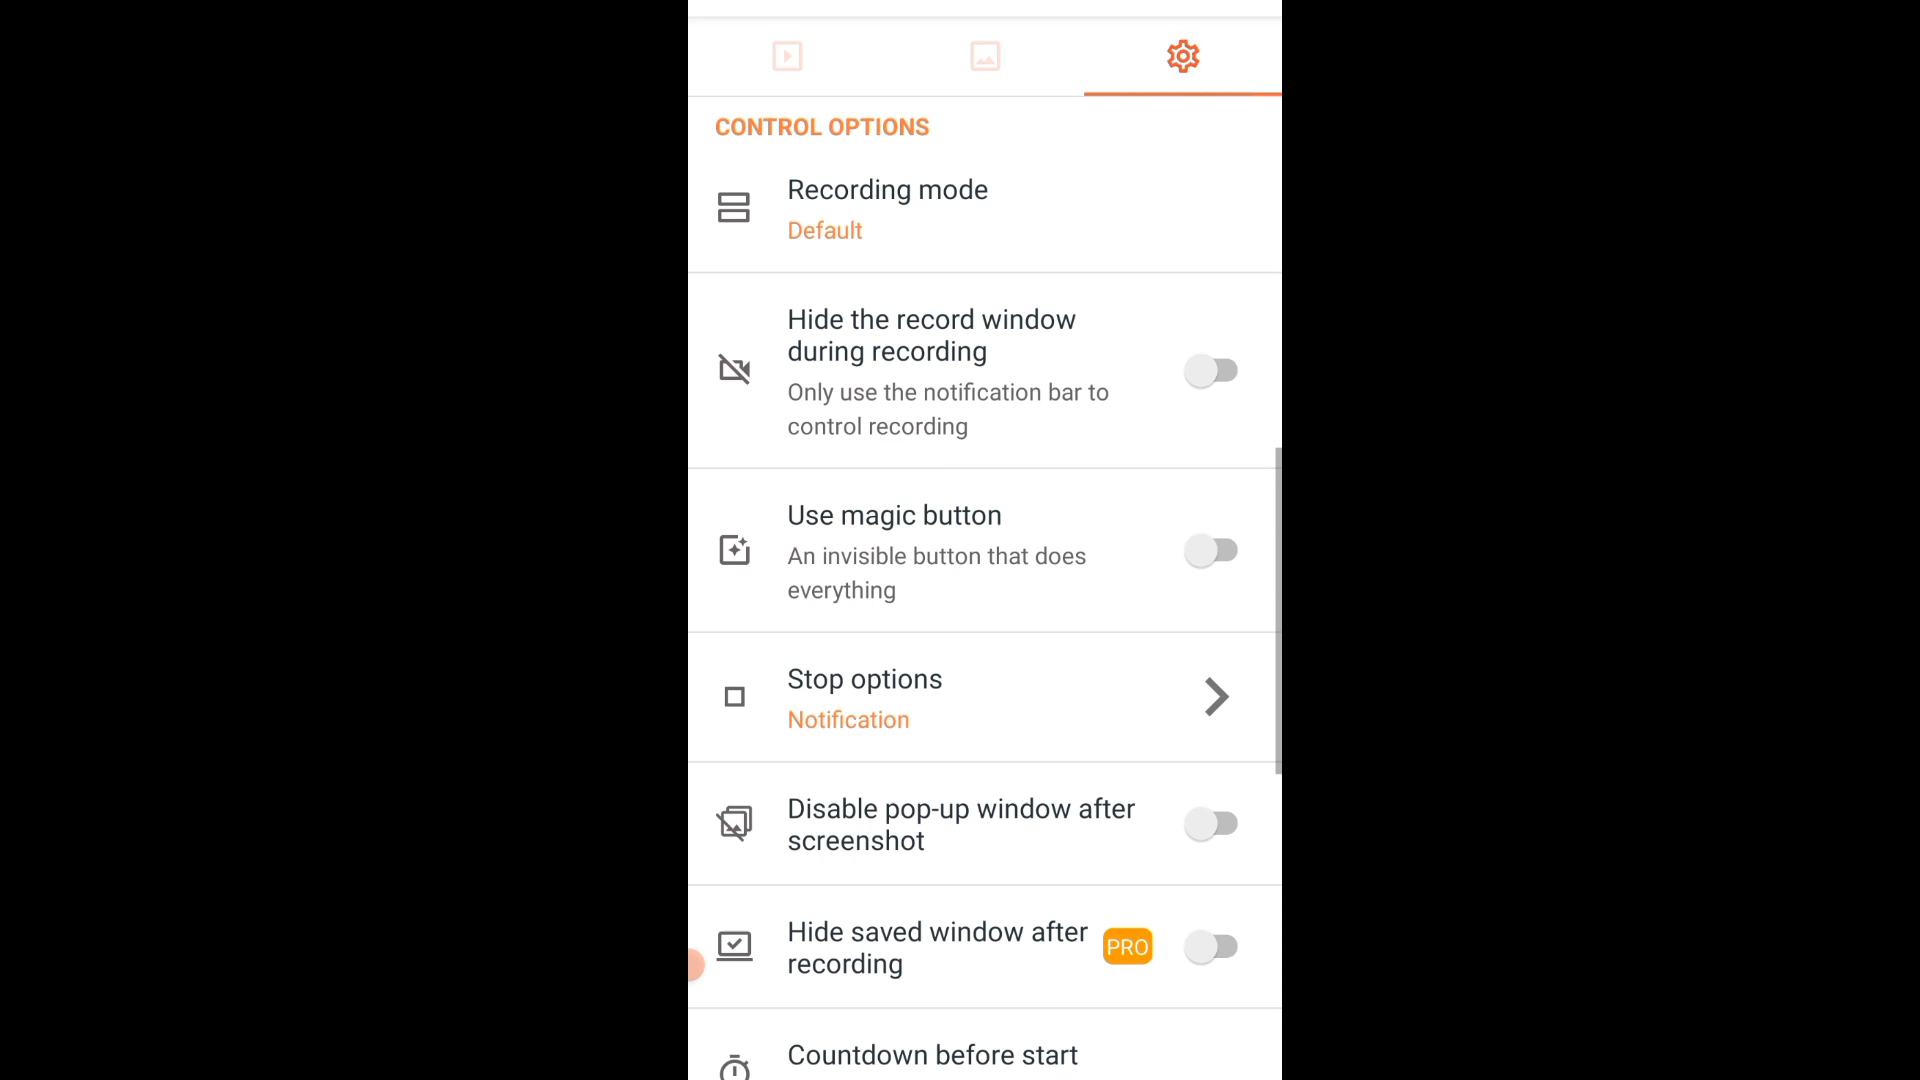 CONTROL OPTIONS
Recording mode
Default
Hide the record window
during recording
Only use the notification bar to
control recording
Use magic button
An invisible button that does
everything
Stop options
Notification
Disable pop-up window after
screenshot
Hide saved window after
recording
PRO
Countdown before start